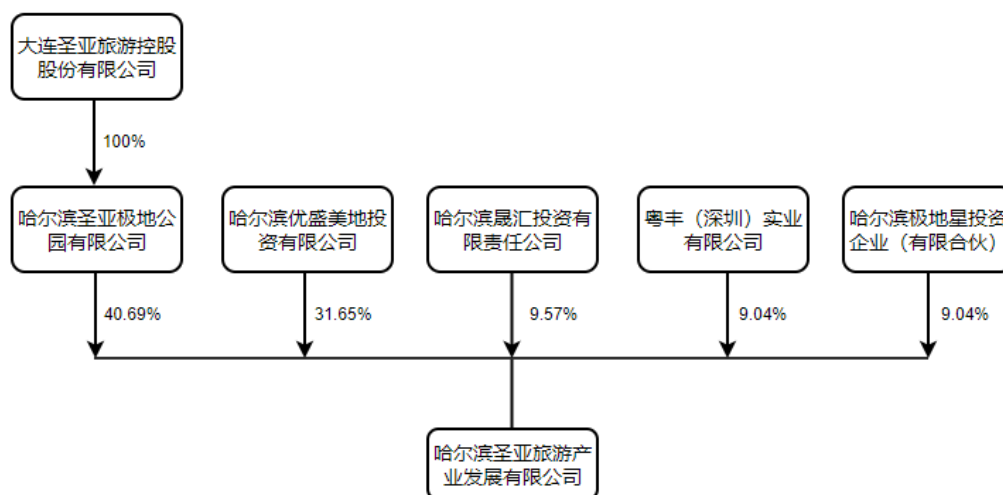 大连圣亚旅游控股
股份有限公司
100%
哈尔滨圣亚极地公
园有限公司
哈尔滨优盛美地投
资有限公司
哈尔滨晟汇投资有
限责任公司
粤丰（深圳）实业
有限公司
哈尔滨极地星投资
企业（有限合伙）
40.69%
31.65%
9.57%
9.04%
9.04%
哈尔滨圣亚旅游产
业发展有限公司